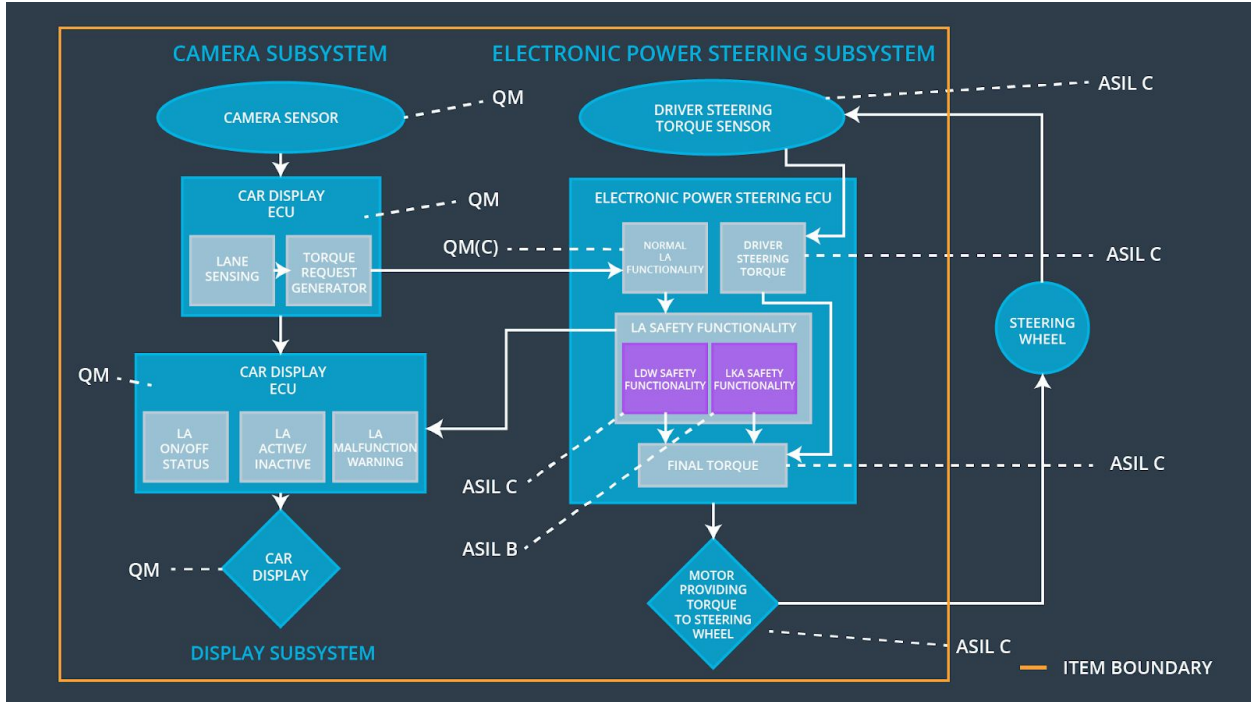 CAMERA SUBSYSTEM
ELECTRONIC POWER STEERING SUBSYSTEM
CAMERA SENSOR
QM
DRIVER STEERING
TORQUE SENSOR
ASIL C
CAR DISPLAY
ECU
QM
LANE
SENSING
TORQUE
REQUEST
GENERATOR
QM(C)
ELECTRONIC POWER STEERING ECU
NORMAL
LA
FUNCTIONALITY
DRIVER
STEERING
TORQUE
ASIL C
STEERING
WHEEL
LA SAFETY FUNCTIONALITY
LDW SAFETY
FUNCTIONALITY
LKA SAFETY
FUNCTIONALITY
QM
CAR DISPLAY
ECU
LA
ON/OFF
STATUS
LA
ACTIVE/
INACTIVE
LA
MALFUNCTION
WARNING
FINAL TORQUE
ASIL C
ASIL C
ASIL B
QM
CAR
DISPLAY
MOTOR
PROVIDING
TORQUE
TO STEERING
WHEEL
ASIL C
DISPLAY SUBSYSTEM
ITEM BOUNDARY